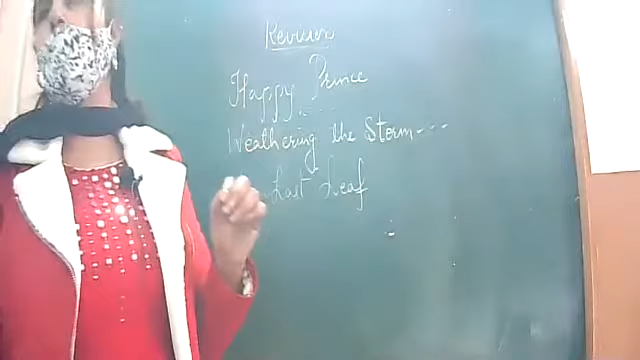 Revision
Happy Prince
Weathering the Storm---
Last Leaf